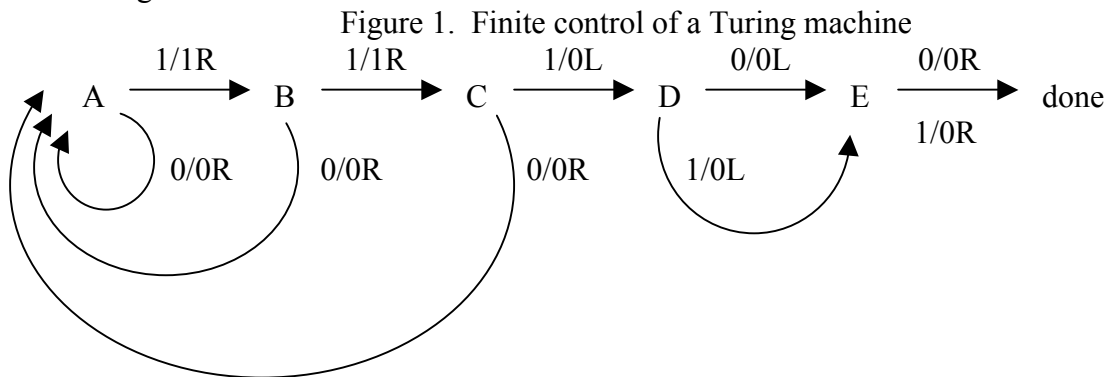 Figure 1. Finite control of a Turing machine
1/1R 1/1R 1/0L 0/0L 0/0R
A B C D E done
1/0R
0/0R 0/0R 0/0R 1/0L